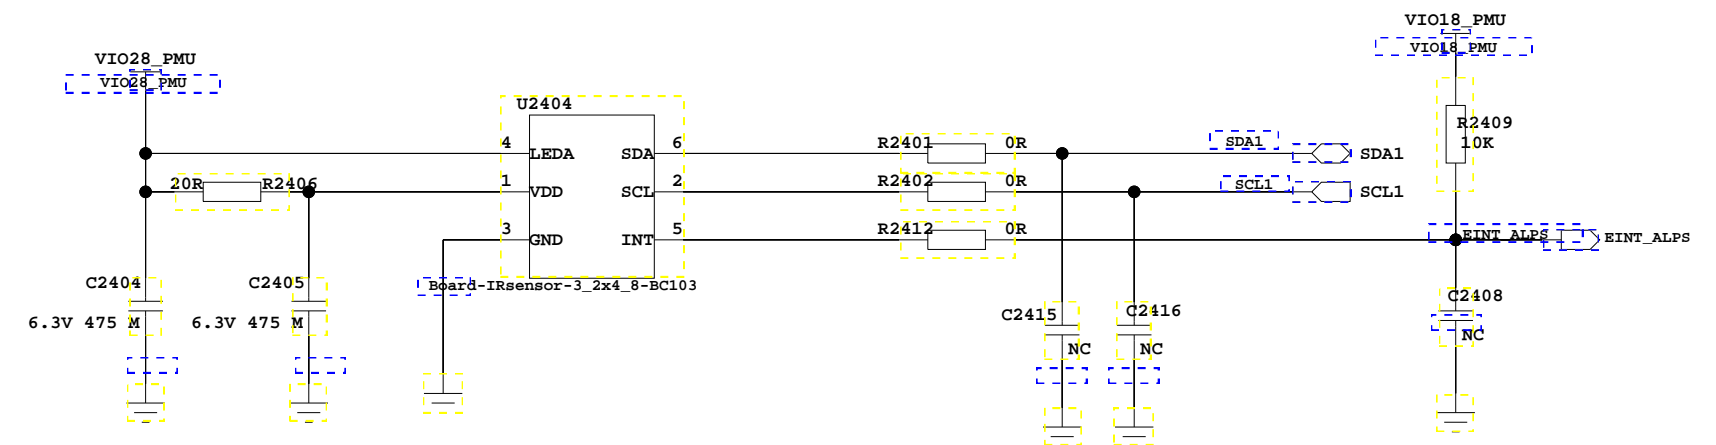 VIO18_PMU
VIO18_PMU
VIO28_PMU
VIO28_PMU
U2404
R2409
10K
4 LEDA SDA 6 R2401 0R SDA1 SDA1
20R R2406 1 VDD SCL 2 R2402 0R SCL1 SCL1
3 GND INT 5 R2412 0R EINT_ALPS EINT_ALPS
Board-IRsensor-3_2x4_8-BC103
C2404 C2405
6.3V 475 M 6.3V 475 M
C2415 C2416 C2408
NC NC NC